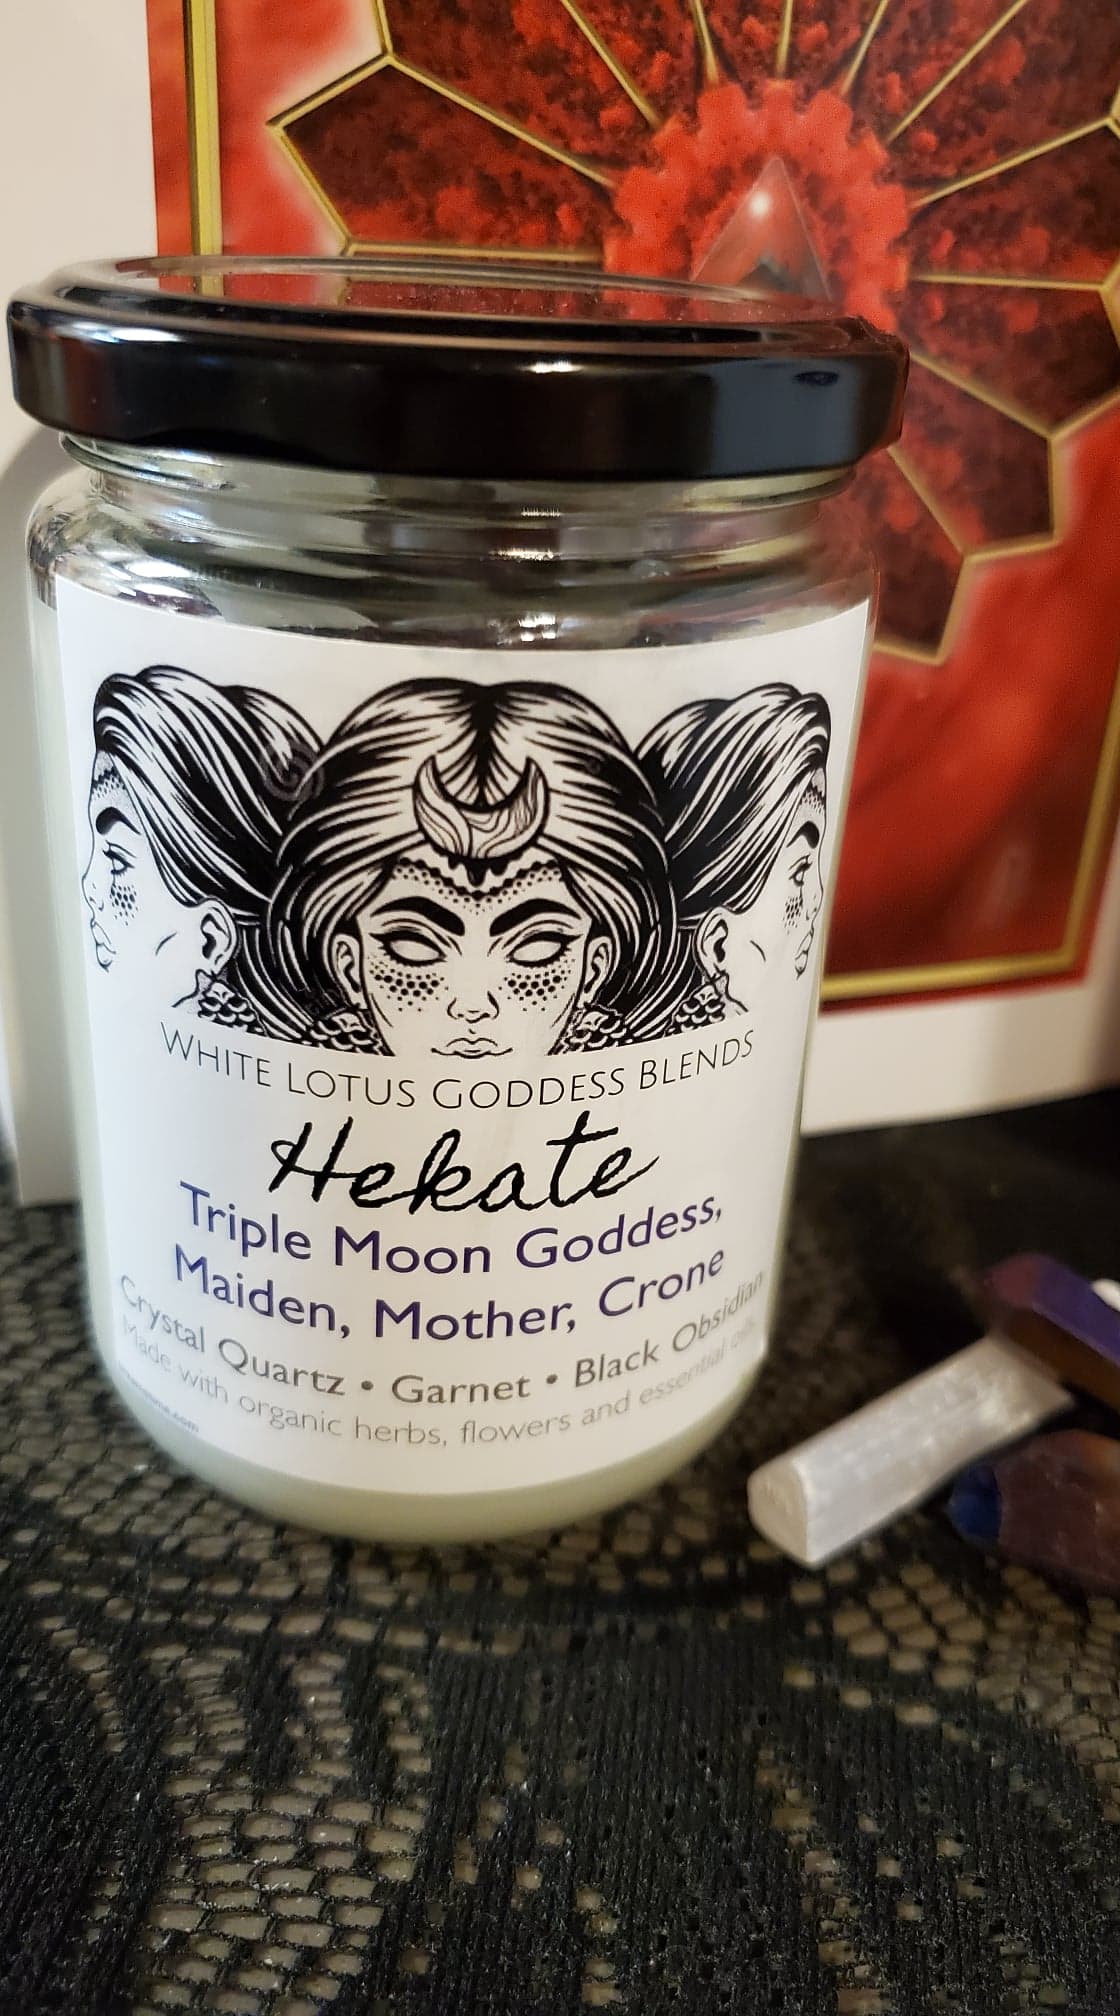 WHITE LOTUS GODDESS BLENDS
Hekate
Triple Moon Goddess,
Maiden, Mother, Crone
Crystal Quartz • Garnet • Black Obsidian
Made with organic herbs, flowers and essential oils